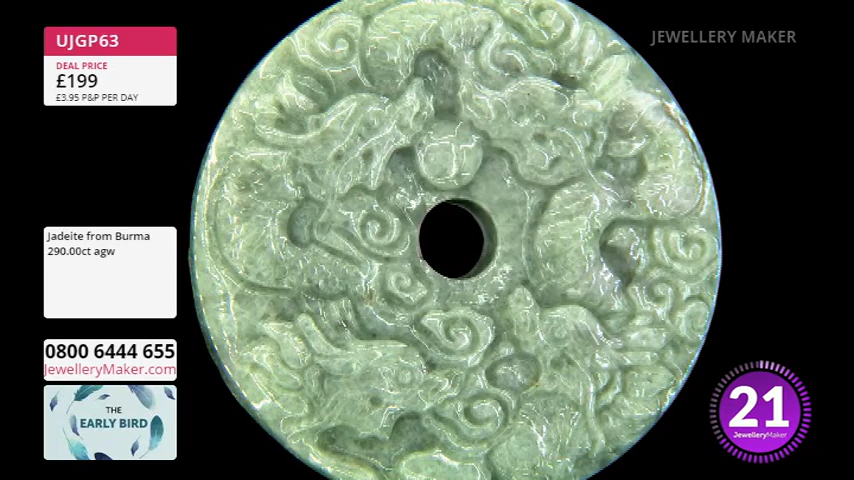 UJGP63
DEAL PRICE
£199
£3.95 P&P PER DAY
JEWELLERY MAKER
Jadeite from Burma
290.00ct agw
0800 6444 655
JewelleryMaker.com
THE
EARLY BIRD
21
JewelleryMaker